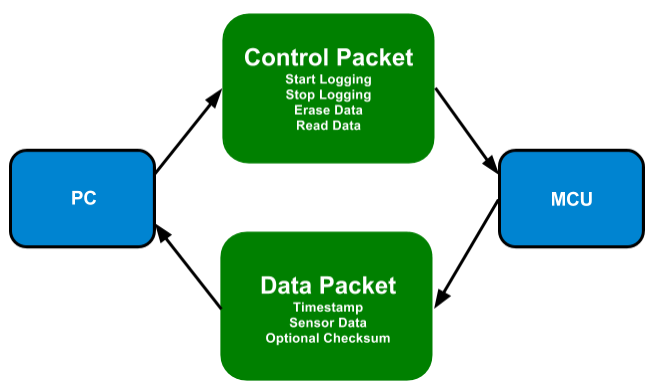 Control Packet
Start Logging
Stop Logging
Erase Data
Read Data
PC
MCU
Data Packet
Timestamp
Sensor Data
Optional Checksum